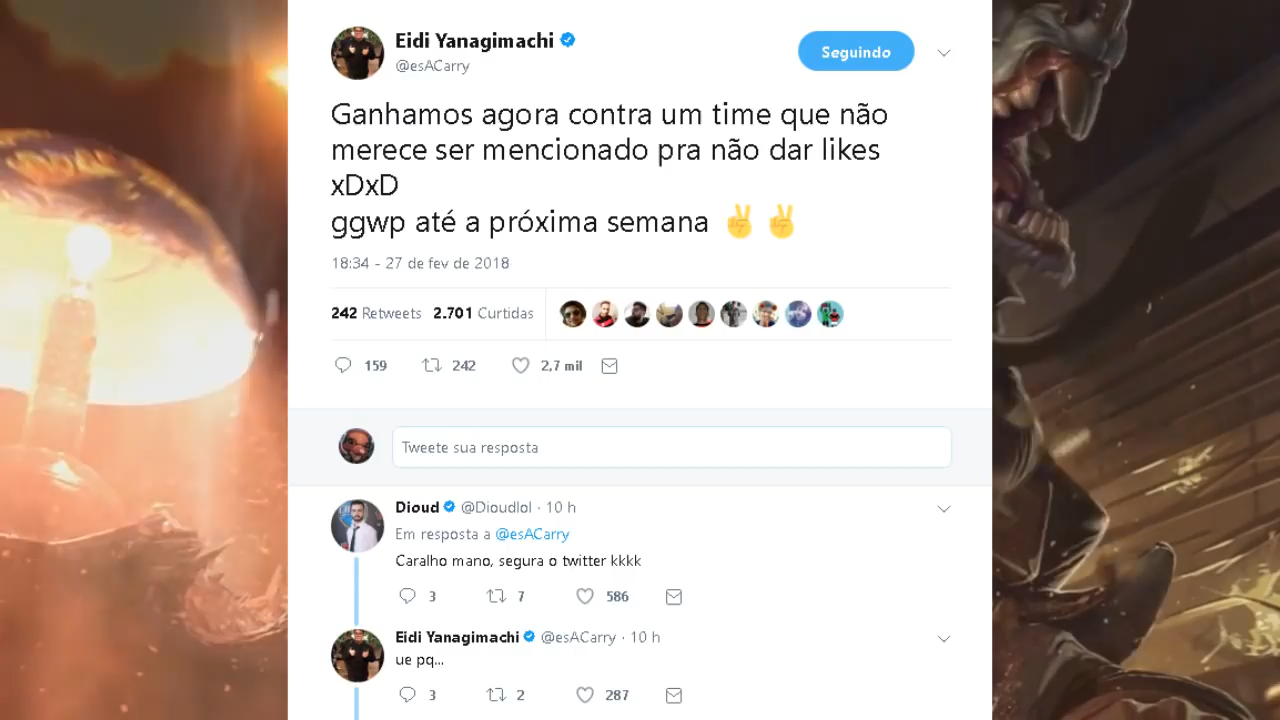 Eidi Yanagimachi
@esACarry
Seguindo
Ganhamos agora contra um time que não
merece ser mencionado pra não dar likes
xDxD
ggwp até a próxima semana ✌✌
18:34 - 27 de fev de 2018
242 Retweets 2.701 Curtidas
159 242 2,7 mil
Tweete sua resposta
Dioud @Dioudlol · 10 h
Em resposta a @esACarry
Caralho mano, segura o twitter kkkk
3 7 586
Eidi Yanagimachi @esACarry · 10 h
ue pq...
3 2 287